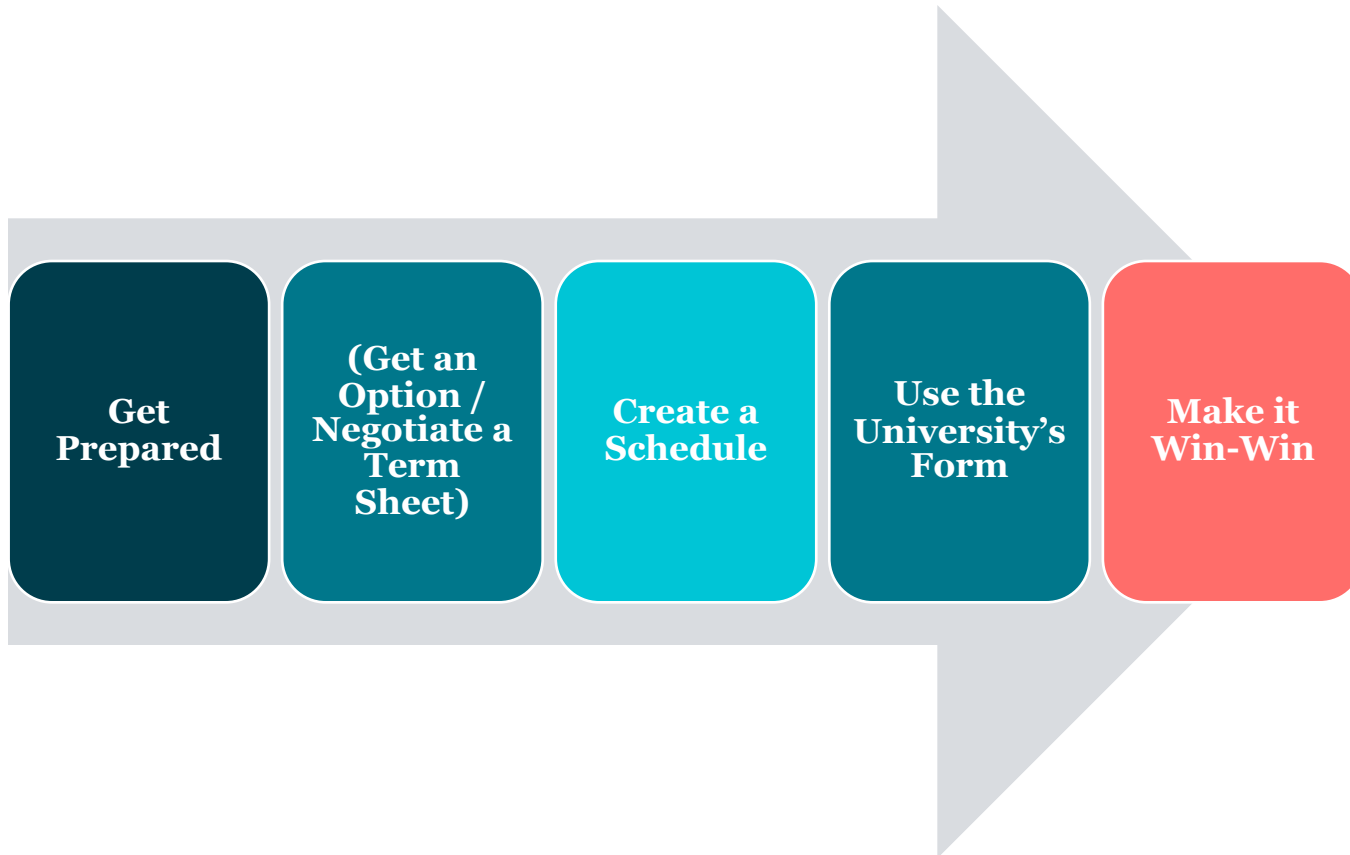 Get
Prepared
(Get an
Option /
Negotiate a
Term
Sheet)
Create a
Schedule
Use the
University’s
Form
Make it
Win-Win